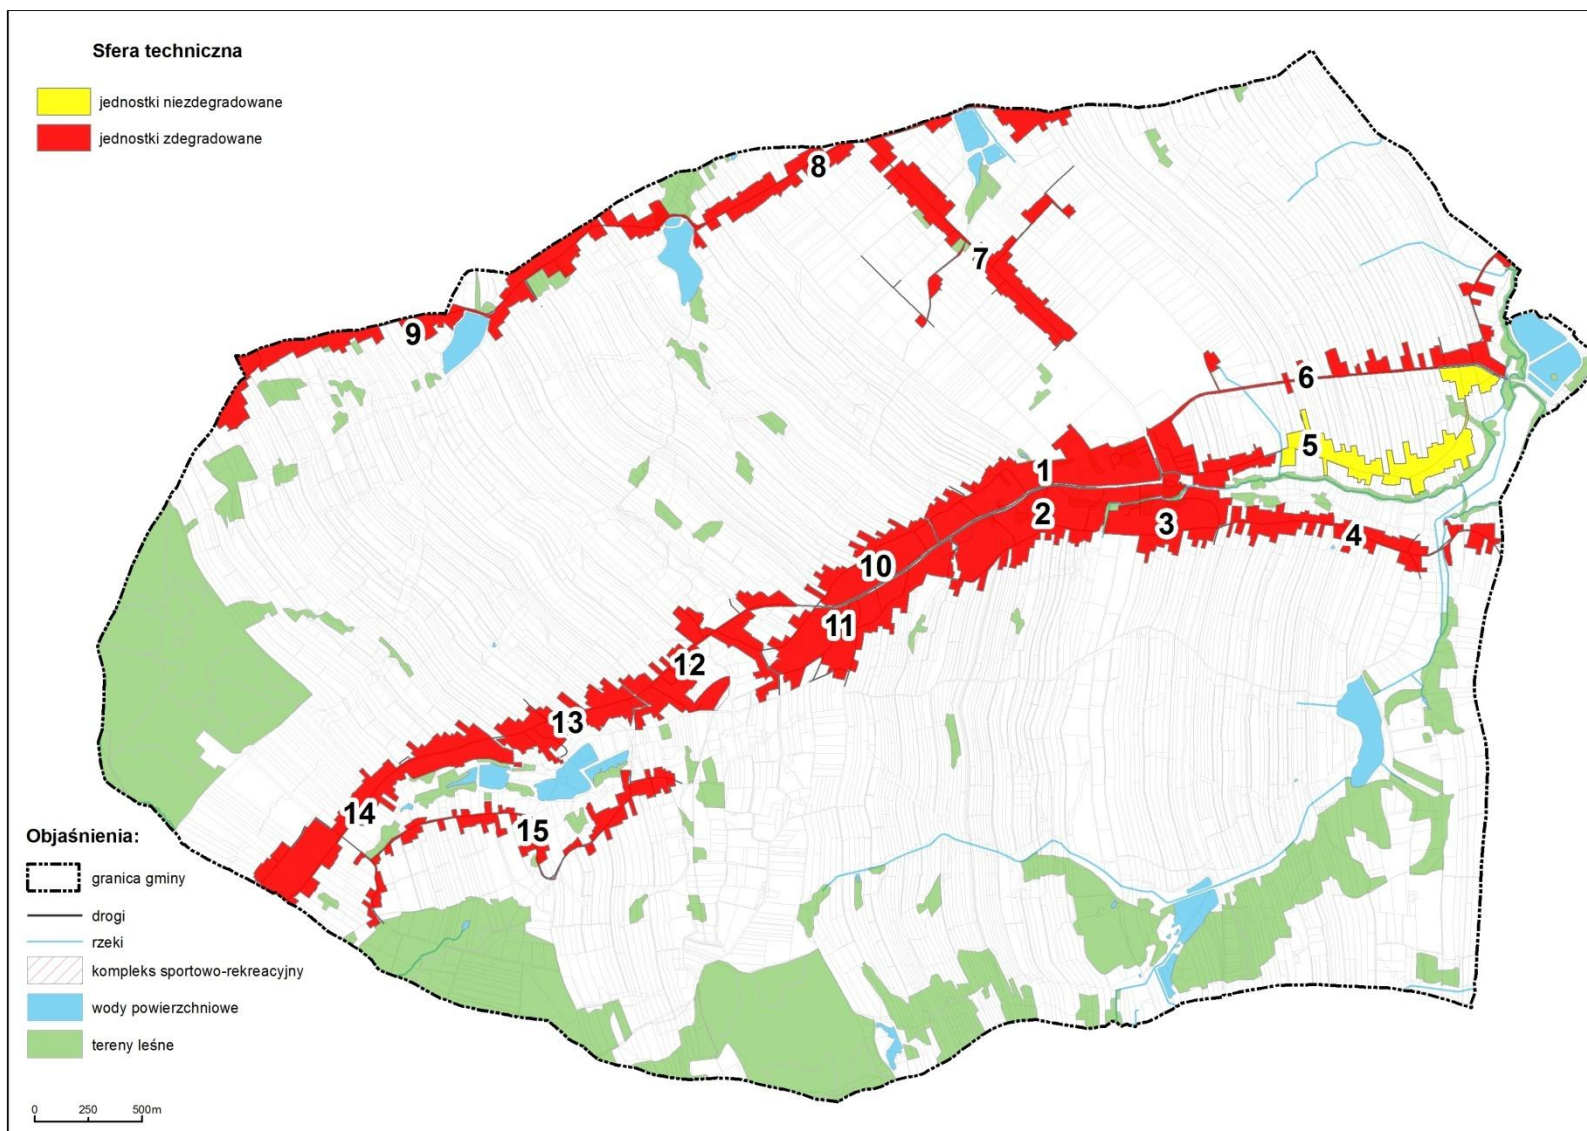 Sfera techniczna
jednostki niezdegradowane
jednostki zdegradowane
8
7
9
6
5
1
2
3
4
10
11
12
13
14
15
Objaśnienia:
granica gminy
drogi
rzeki
kompleks sportowo-rekreacyjny
wody powierzchniowe
tereny leśne
0 250 500m